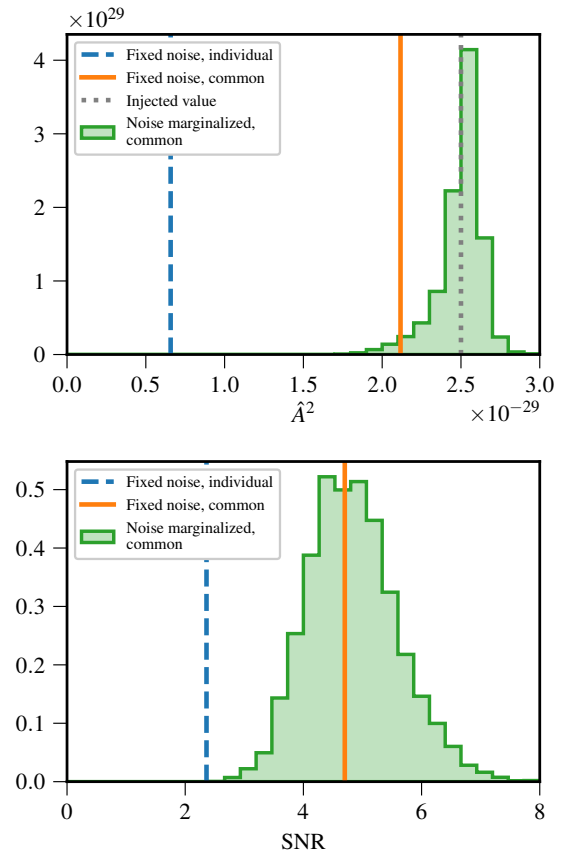 ×10^29
4
3
2
1
0
Fixed noise, individual
Fixed noise, common
Injected value
Noise marginalized,
common
0.0 0.5 1.0 1.5 2.0 2.5 3.0
Â² ×10^−29
0.5
0.4
0.3
0.2
0.1
0.0
Fixed noise, individual
Fixed noise, common
Noise marginalized,
common
0 2 4 6 8
SNR